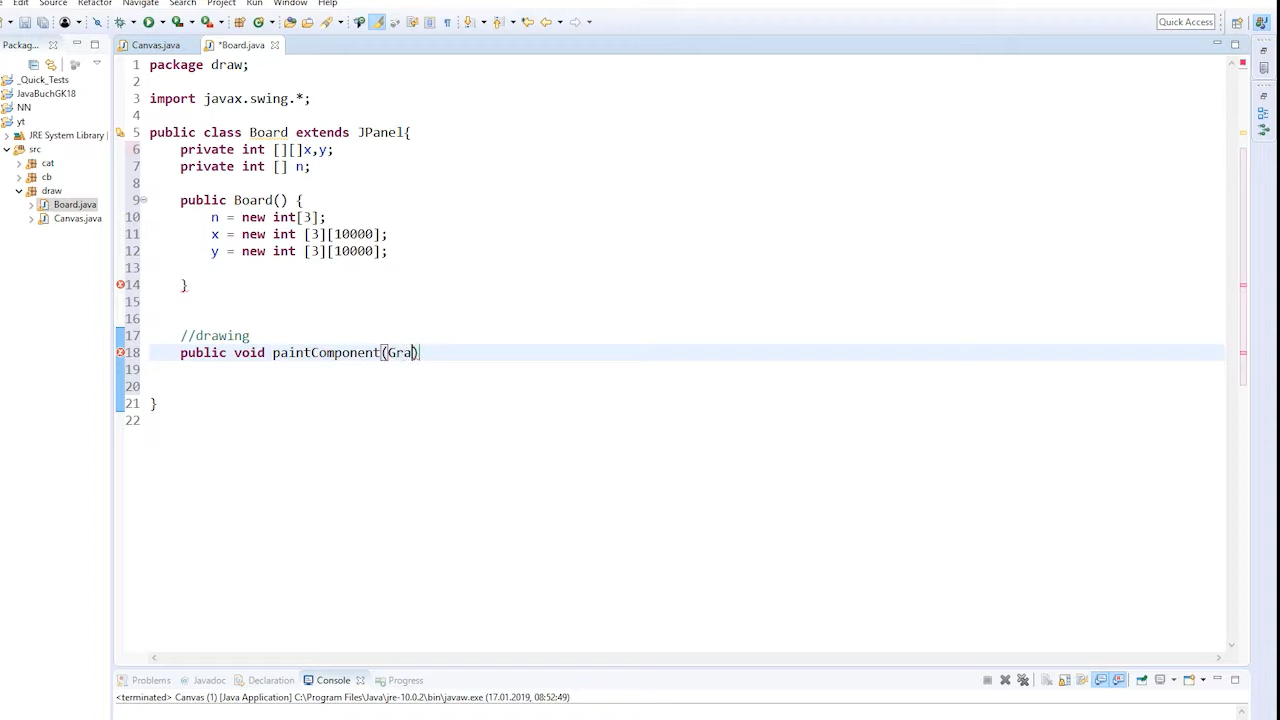 Edit Source Refactor Navigate Search Project Run Window Help
Quick Access
Packag... Canvas.java *Board.java
_Quick_Tests
JavaBuchGK18
NN
yt
JRE System Library
src
cat
cb
draw
Board.java
Canvas.java
1 package draw;
2
3 import javax.swing.*;
4
5 public class Board extends JPanel{
6 private int [][]x,y;
7 private int [] n;
8
9 public Board() {
10 n = new int[3];
11 x = new int [3][10000];
12 y = new int [3][10000];
13
14 }
15
16
17 //drawing
18 public void paintComponent(Gra)
19
20
21 }
22
Problems Javadoc Declaration Console Progress
<terminated> Canvas (1) [Java Application] C:\Program Files\Java\jre-10.0.2\bin\javaw.exe (17.01.2019, 08:52:49)